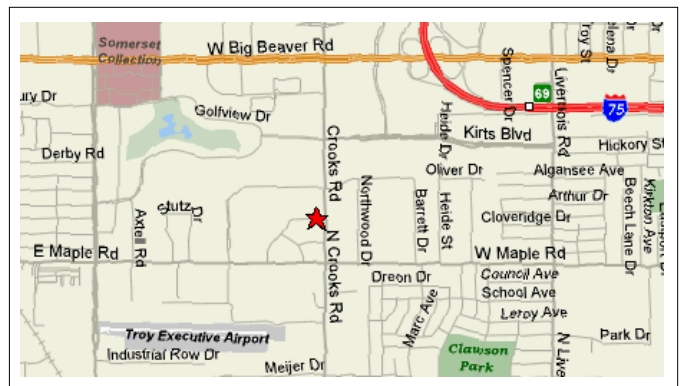 Somerset
Collection
W Big Beaver Rd
Spencer Dr
Livernois Rd
Troy St
elena Dr
69
75
ury Dr
Golfview Dr
Crooks Rd
Heide Dr
Kirts Blvd
Hickory St
Derby Rd
Oliver Dr
Algansee Ave
Northwood Dr
Barrett Dr
Heide St
Arthur Dr
Beech Lane Dr
Kirkton Ave
Stutz Dr
Axtell Rd
Cloveridge Dr
E Maple Rd
N Crooks Rd
W Maple Rd
Dreon Dr
Council Ave
School Ave
Marc Ave
Leroy Ave
Troy Executive Airport
N Live
Park Dr
Industrial Row Dr
Meijer Dr
Clawson
Park